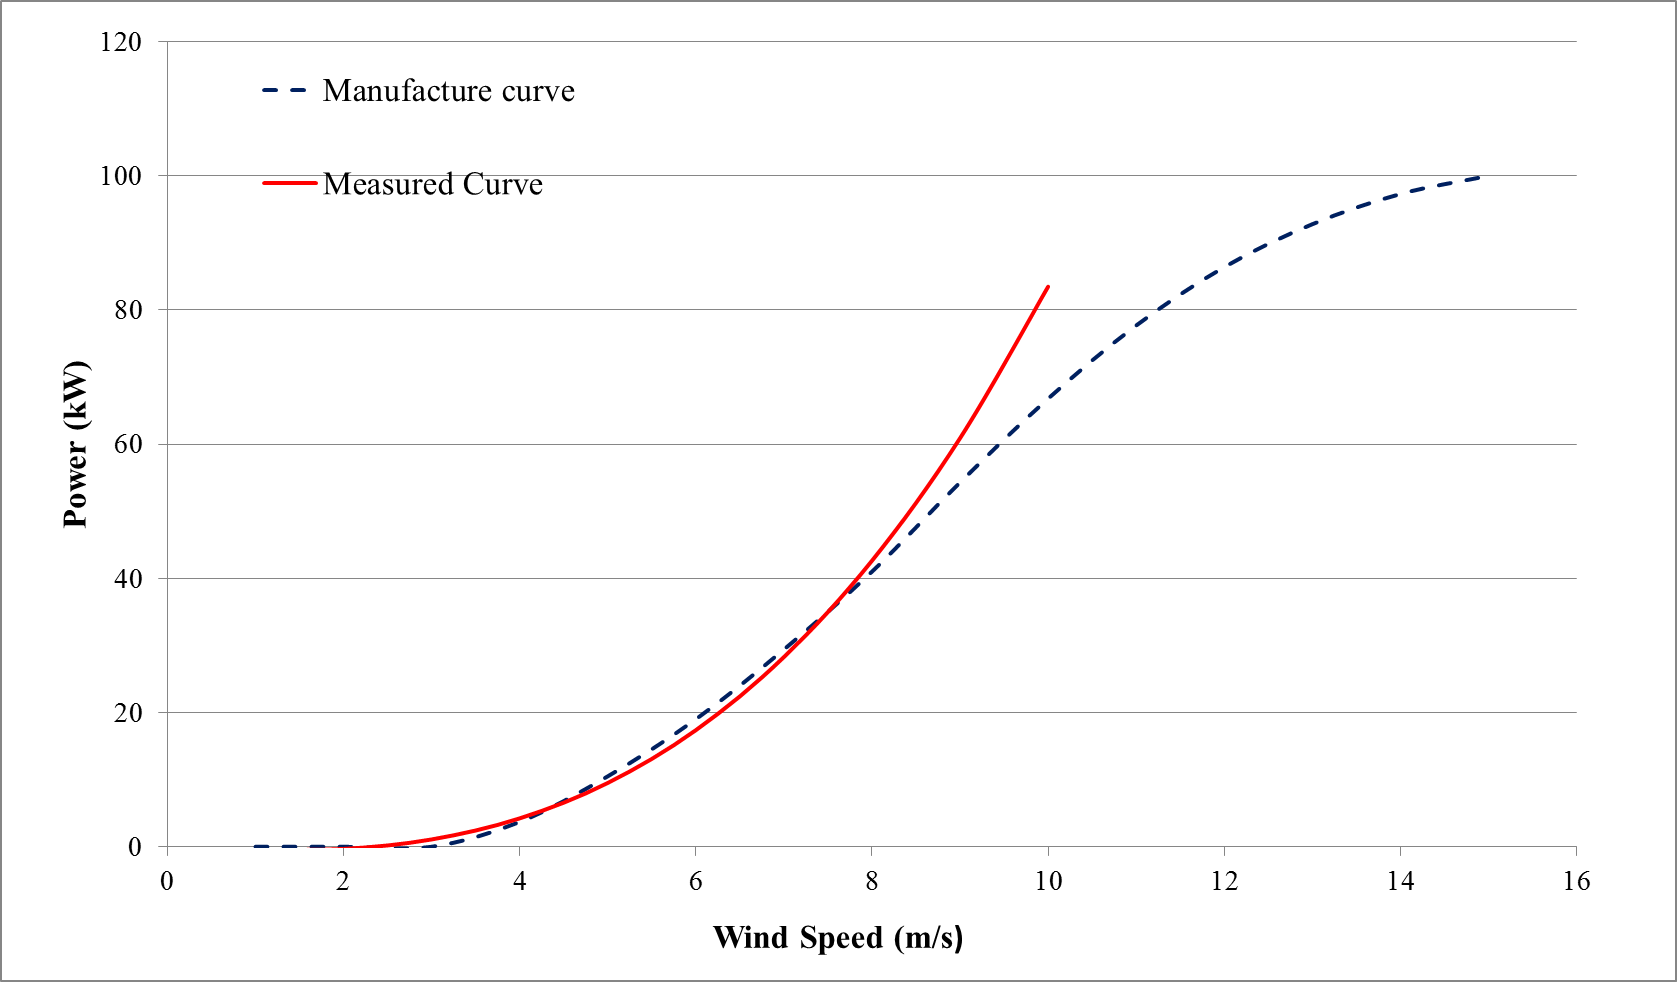 120
100
80
60
40
20
0
Manufacture curve
Measured Curve
Power (kW)
0 2 4 6 8 10 12 14 16
Wind Speed (m/s)